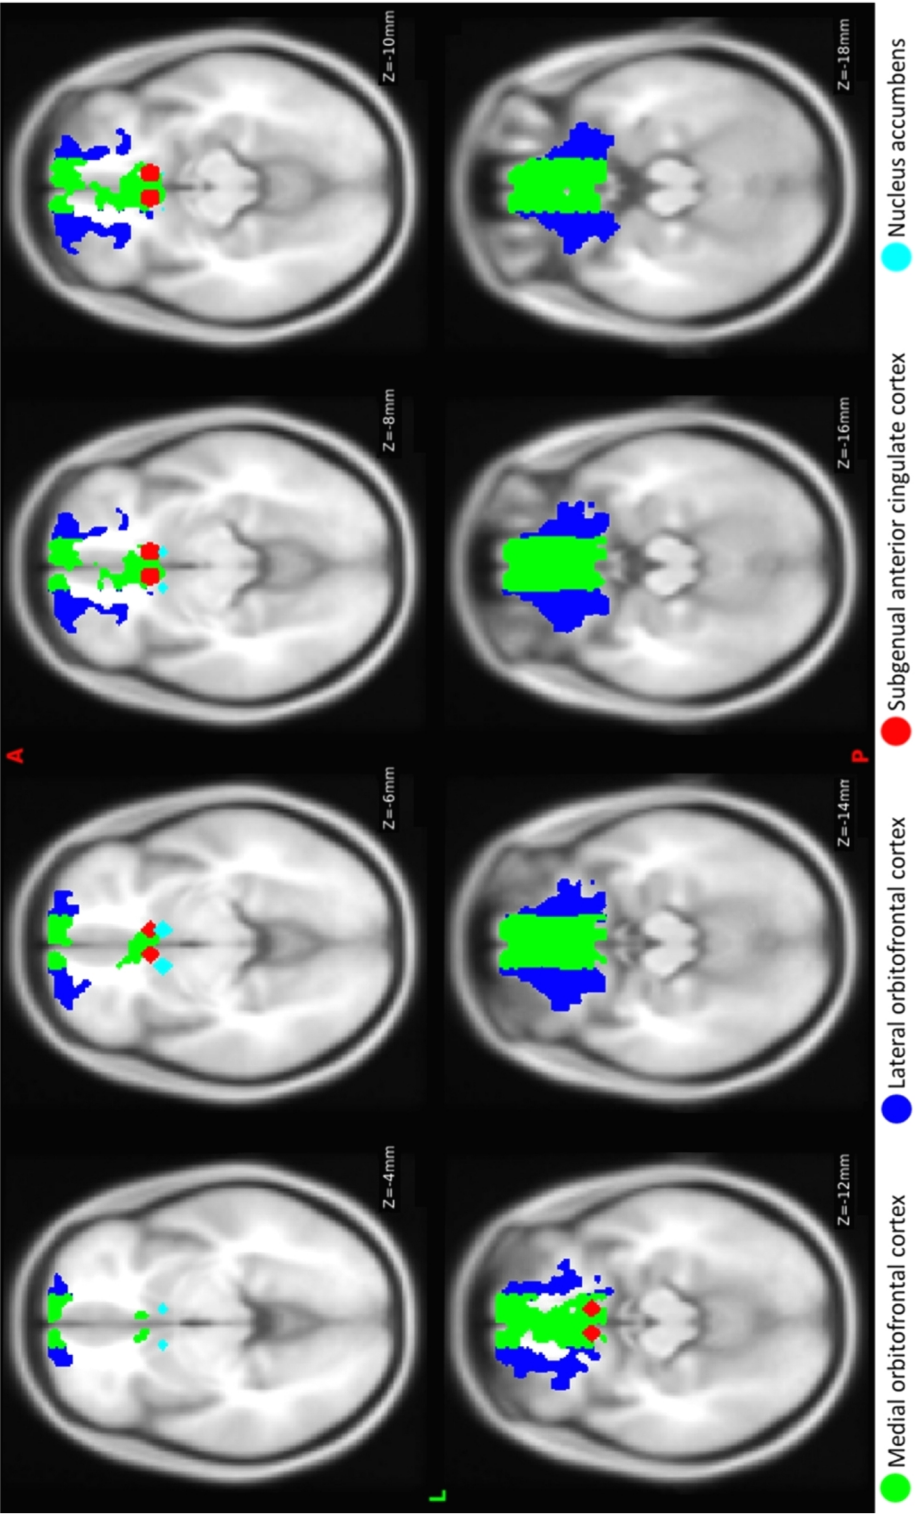 A
Z=-4mm
Z=-6mm
Z=-8mm
Z=-10mm
L
Z=-12mm
Z=-14mm
Z=-16mm
Z=-18mm
P
Medial orbitofrontal cortex
Lateral orbitofrontal cortex
Subgenual anterior cingulate cortex
Nucleus accumbens